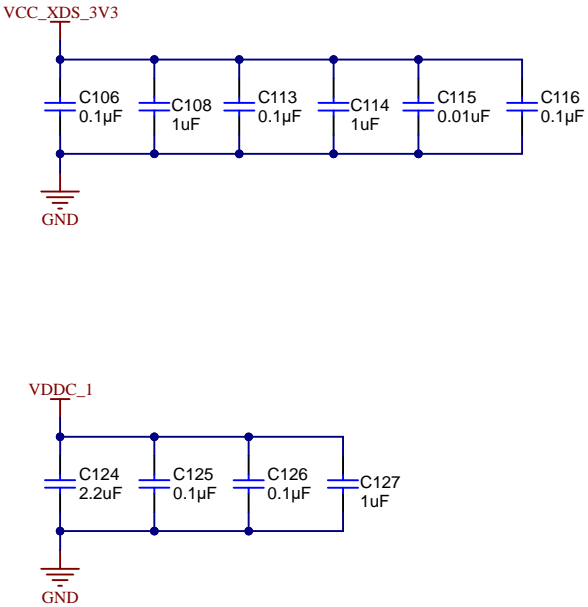 VCC_XDS_3V3
C106
0.1µF
C108
1uF
C113
0.1µF
C114
1uF
C115
0.01uF
C116
0.1µF
GND
VDDC_1
C124
2.2uF
C125
0.1µF
C126
0.1µF
C127
1uF
GND